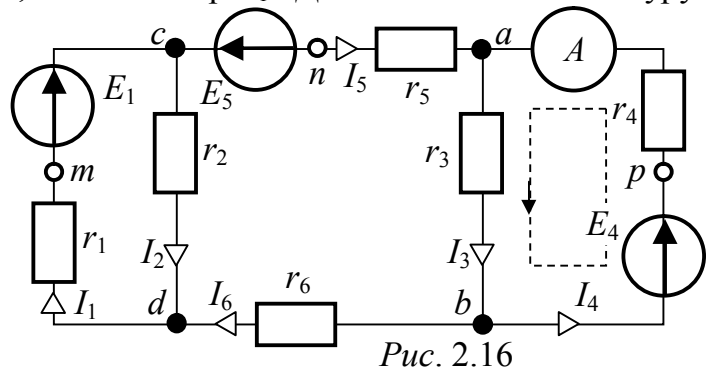 c
n
a
A
E₁
E₅
I₅
r₅
r₄
m
r₂
r₃
p
r₁
E₄
I₂
I₃
I₁
d
I₆
r₆
b
I₄
Рис. 2.16